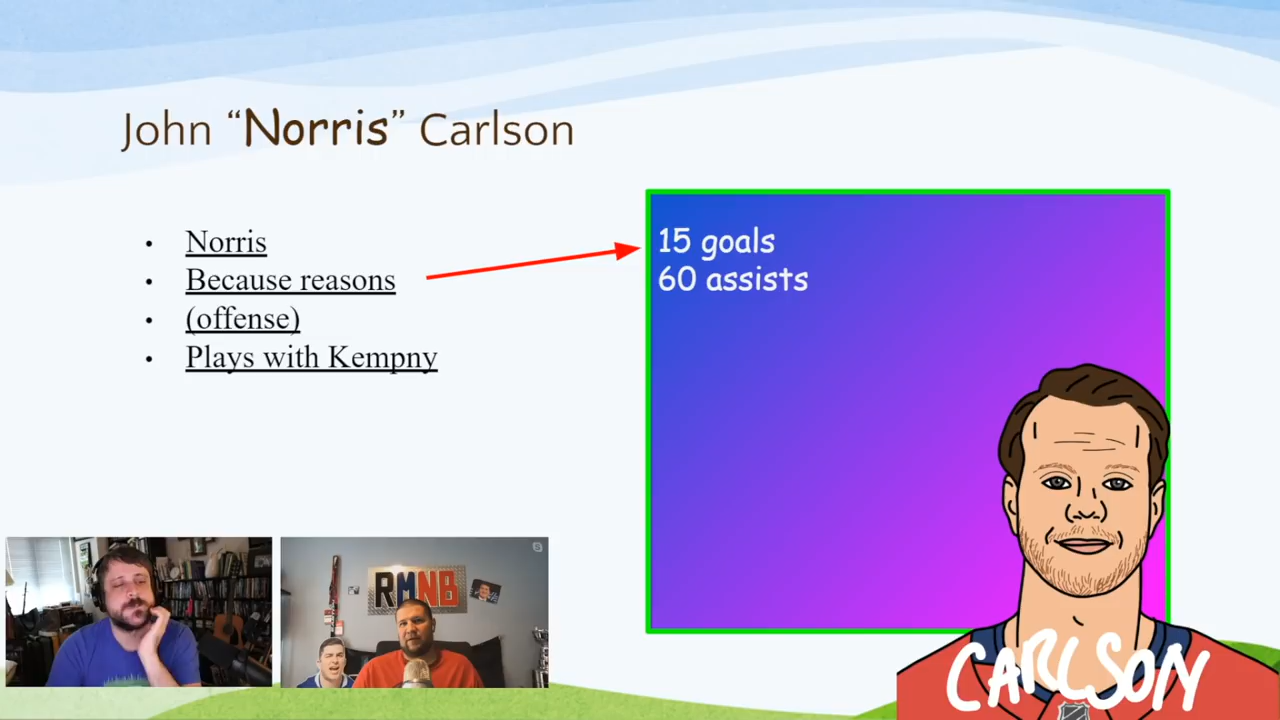 John “Norris” Carlson
Norris
Because reasons
(offense)
Plays with Kempny
15 goals
60 assists
RMNB
CARLSON